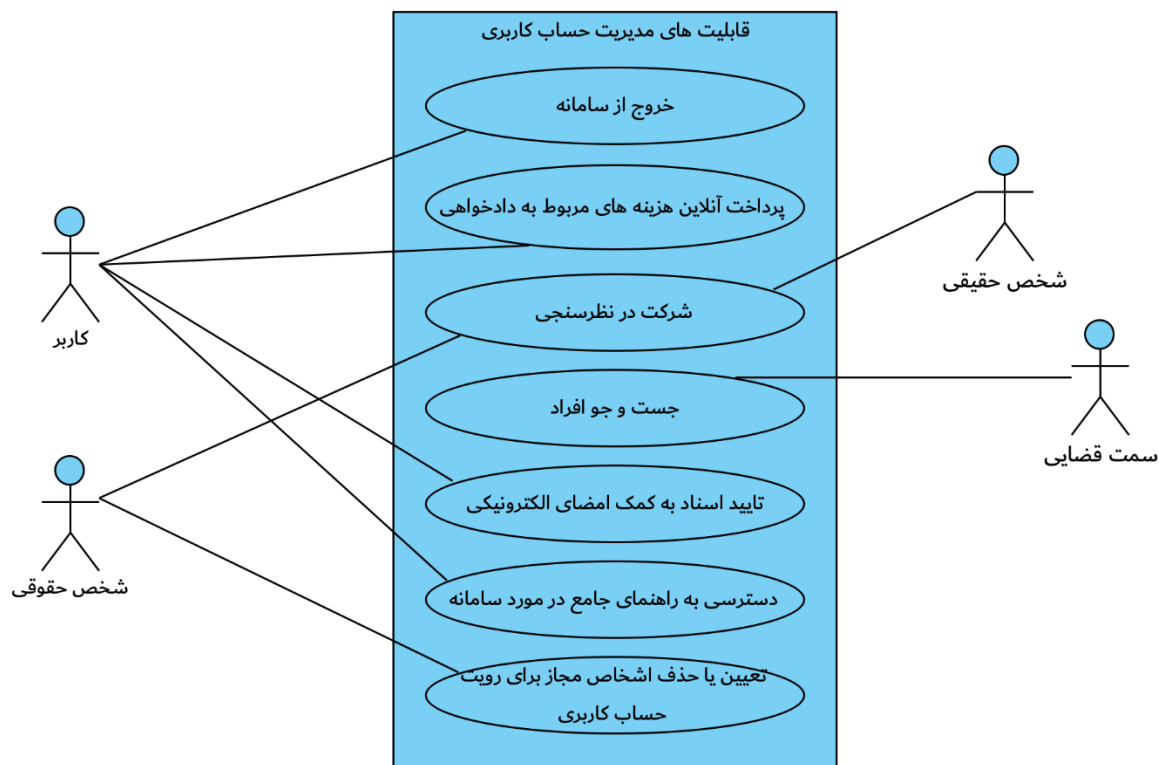 قابلیت های مدیریت حساب کاربری
خروج از سامانه
پرداخت آنلاین هزینه های مربوط به دادخواهی
شرکت در نظرسنجی
جست و جو افراد
تایید اسناد به کمک امضای الکترونیکی
دسترسی به راهنمای جامع در مورد سامانه
تعیین یا حذف اشخاص مجاز برای رویت
حساب کاربری
شخص حقیقی
سمت قضایی
کاربر
شخص حقوقی